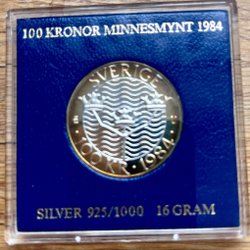 100 KRONOR MINNESMYNT 1984
SVERIGE
100 KR · 1984
SILVER 925/1000 16 GRAM